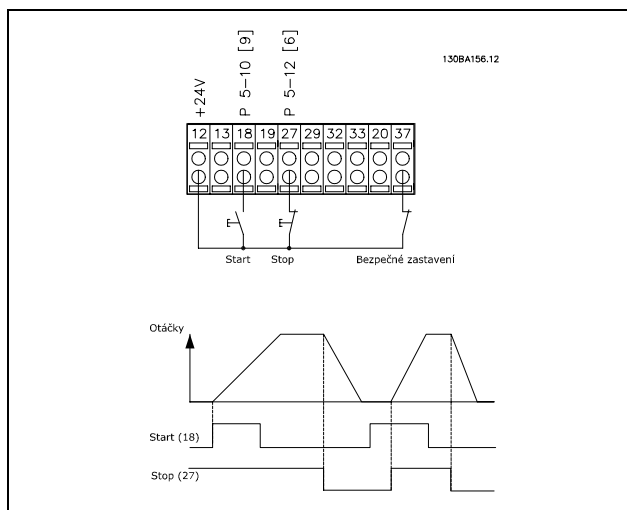 130BA156.12
+24V
P 5-10 [9]
P 5-12 [6]
12 13 18 19 27 29 32 33 20 37
Start Stop Bezpečné zastavení
Otáčky
Start (18)
Stop (27)